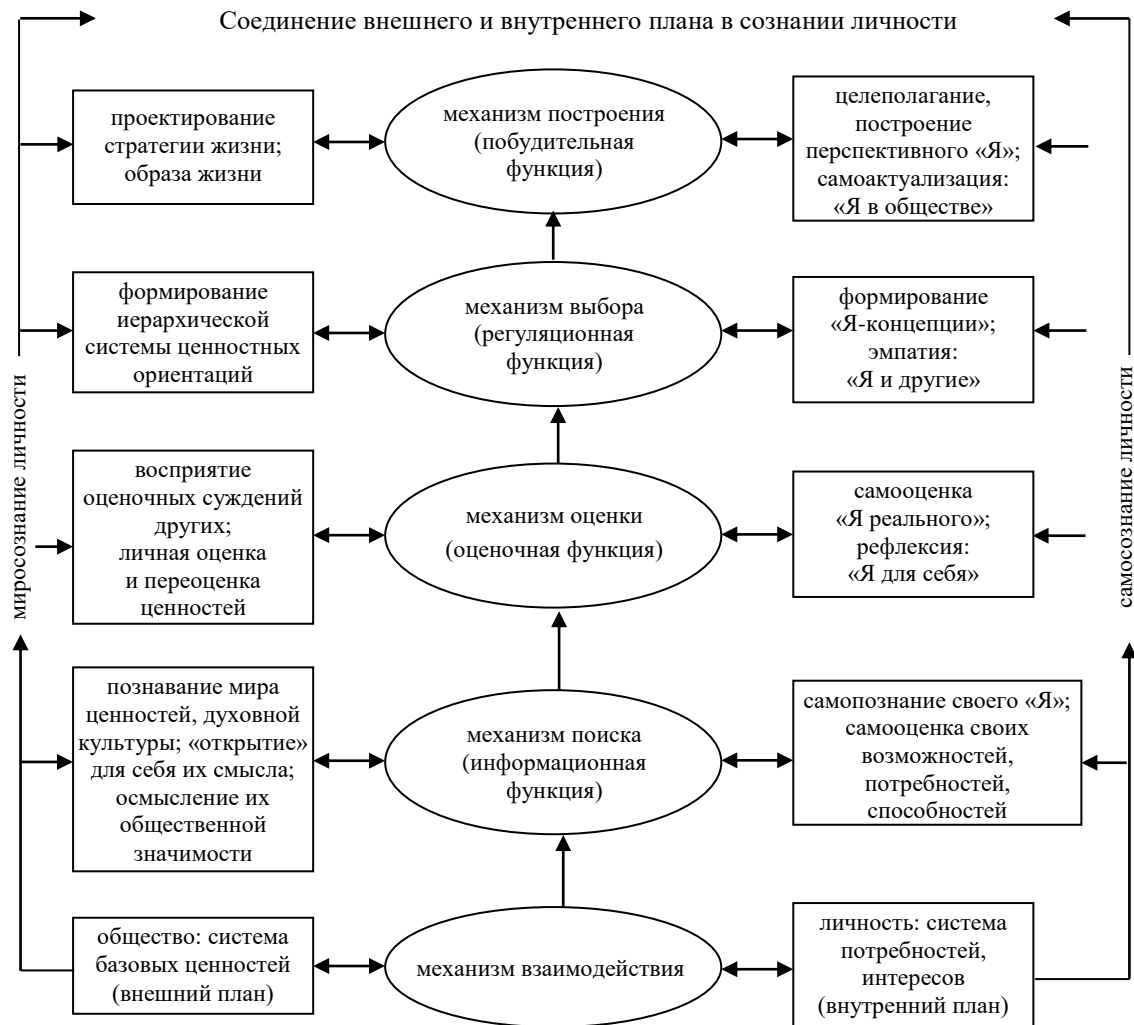 Соединение внешнего и внутреннего плана в сознании личности
проектирование
стратегии жизни;
образа жизни
механизм построения
(побудительная
функция)
целеполагание,
построение
перспективного «Я»;
самоактуализация:
«Я в обществе»
формирование
иерархической
системы ценностных
ориентаций
механизм выбора
(регуляционная
функция)
формирование
«Я-концепции»;
эмпатия:
«Я и другие»
миросознание личности
самосознание личности
восприятие
оценочных суждений
других;
личная оценка
и переоценка
ценностей
механизм оценки
(оценочная функция)
самооценка
«Я реального»;
рефлексия:
«Я для себя»
познавание мира
ценностей, духовной
культуры; «открытие»
для себя их смысла;
осмысление их
общественной
значимости
механизм поиска
(информационная
функция)
самопознание своего «Я»;
самооценка своих
возможностей,
потребностей,
способностей
общество: система
базовых ценностей
(внешний план)
механизм взаимодействия
личность: система
потребностей,
интересов
(внутренний план)